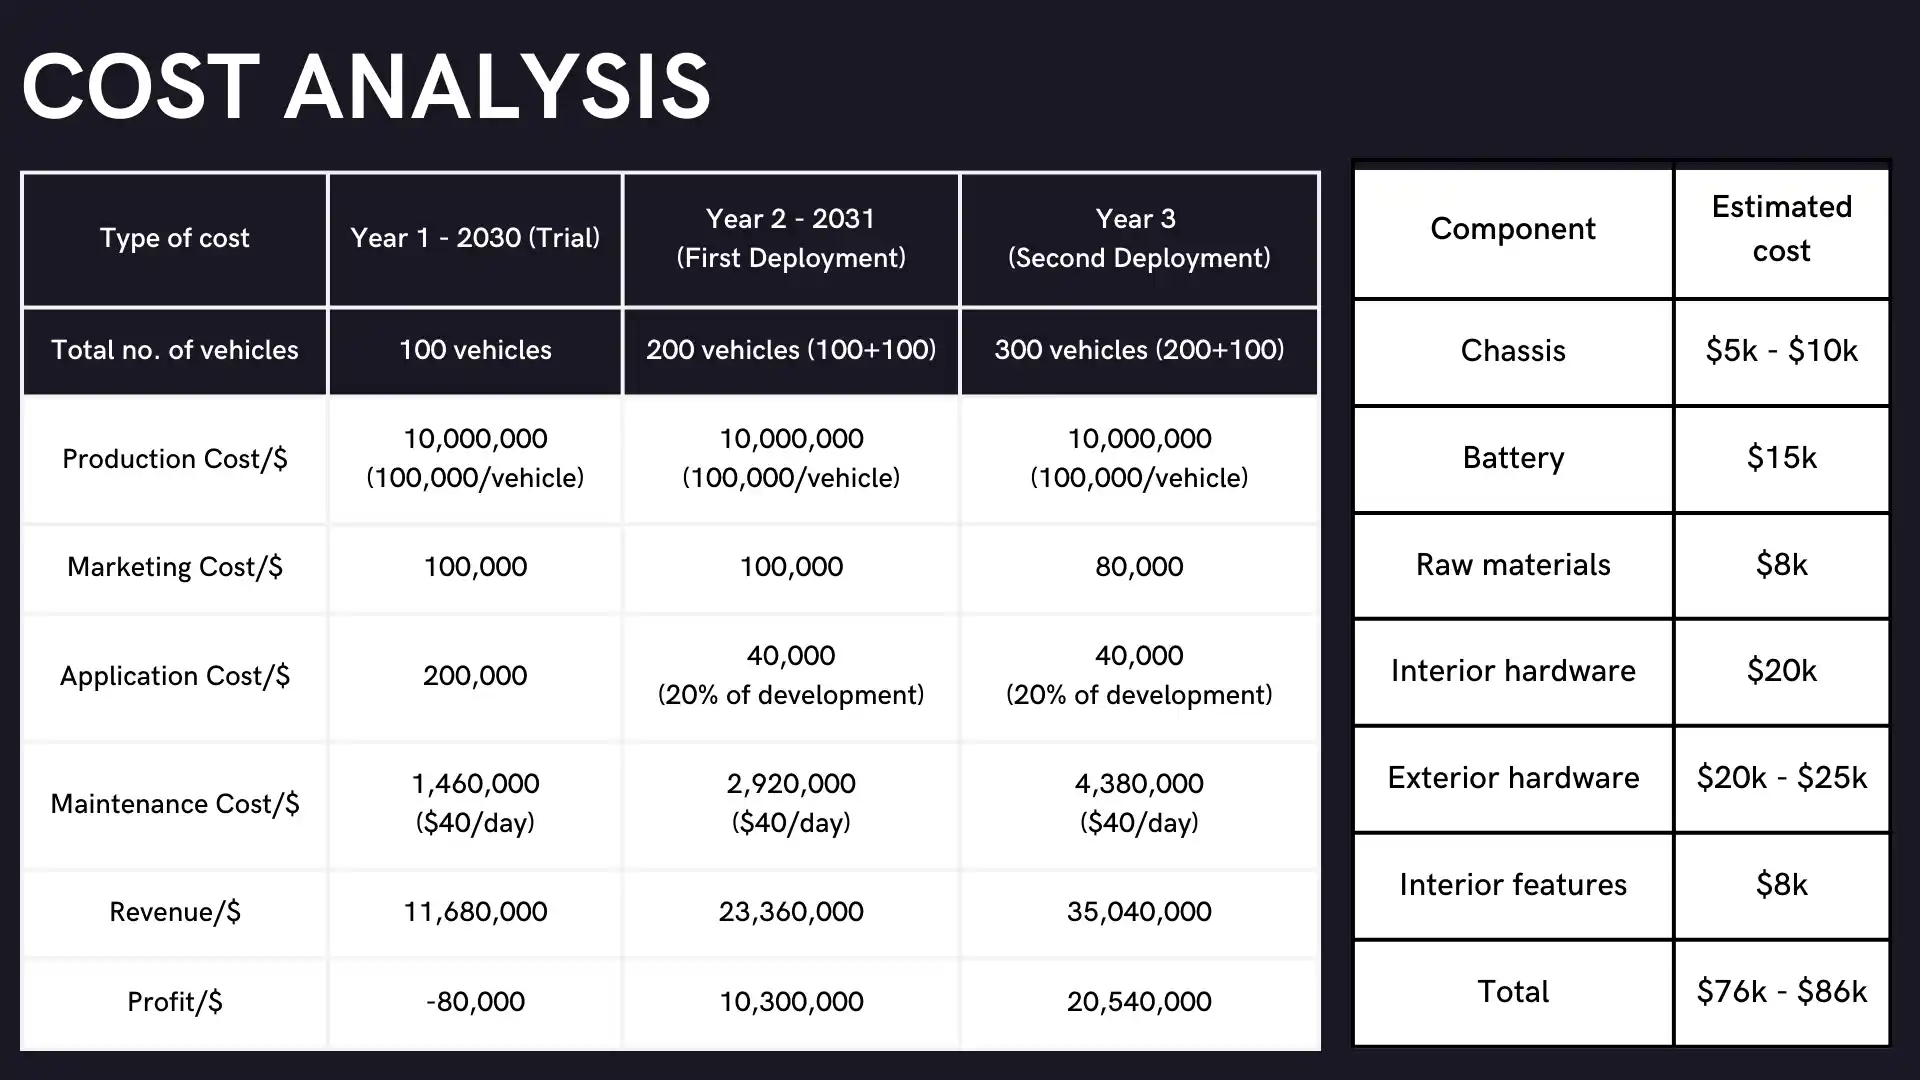 COST ANALYSIS
Type of cost
Year 1 - 2030 (Trial)
Year 2 - 2031
(First Deployment)
Year 3
(Second Deployment)
Total no. of vehicles
100 vehicles
200 vehicles (100+100)
300 vehicles (200+100)
Production Cost/$
10,000,000
(100,000/vehicle)
10,000,000
(100,000/vehicle)
10,000,000
(100,000/vehicle)
Marketing Cost/$
100,000
100,000
80,000
Application Cost/$
200,000
40,000
(20% of development)
40,000
(20% of development)
Maintenance Cost/$
1,460,000
($40/day)
2,920,000
($40/day)
4,380,000
($40/day)
Revenue/$
11,680,000
23,360,000
35,040,000
Profit/$
-80,000
10,300,000
20,540,000
Component
Estimated
cost
Chassis
$5k - $10k
Battery
$15k
Raw materials
$8k
Interior hardware
$20k
Exterior hardware
$20k - $25k
Interior features
$8k
Total
$76k - $86k